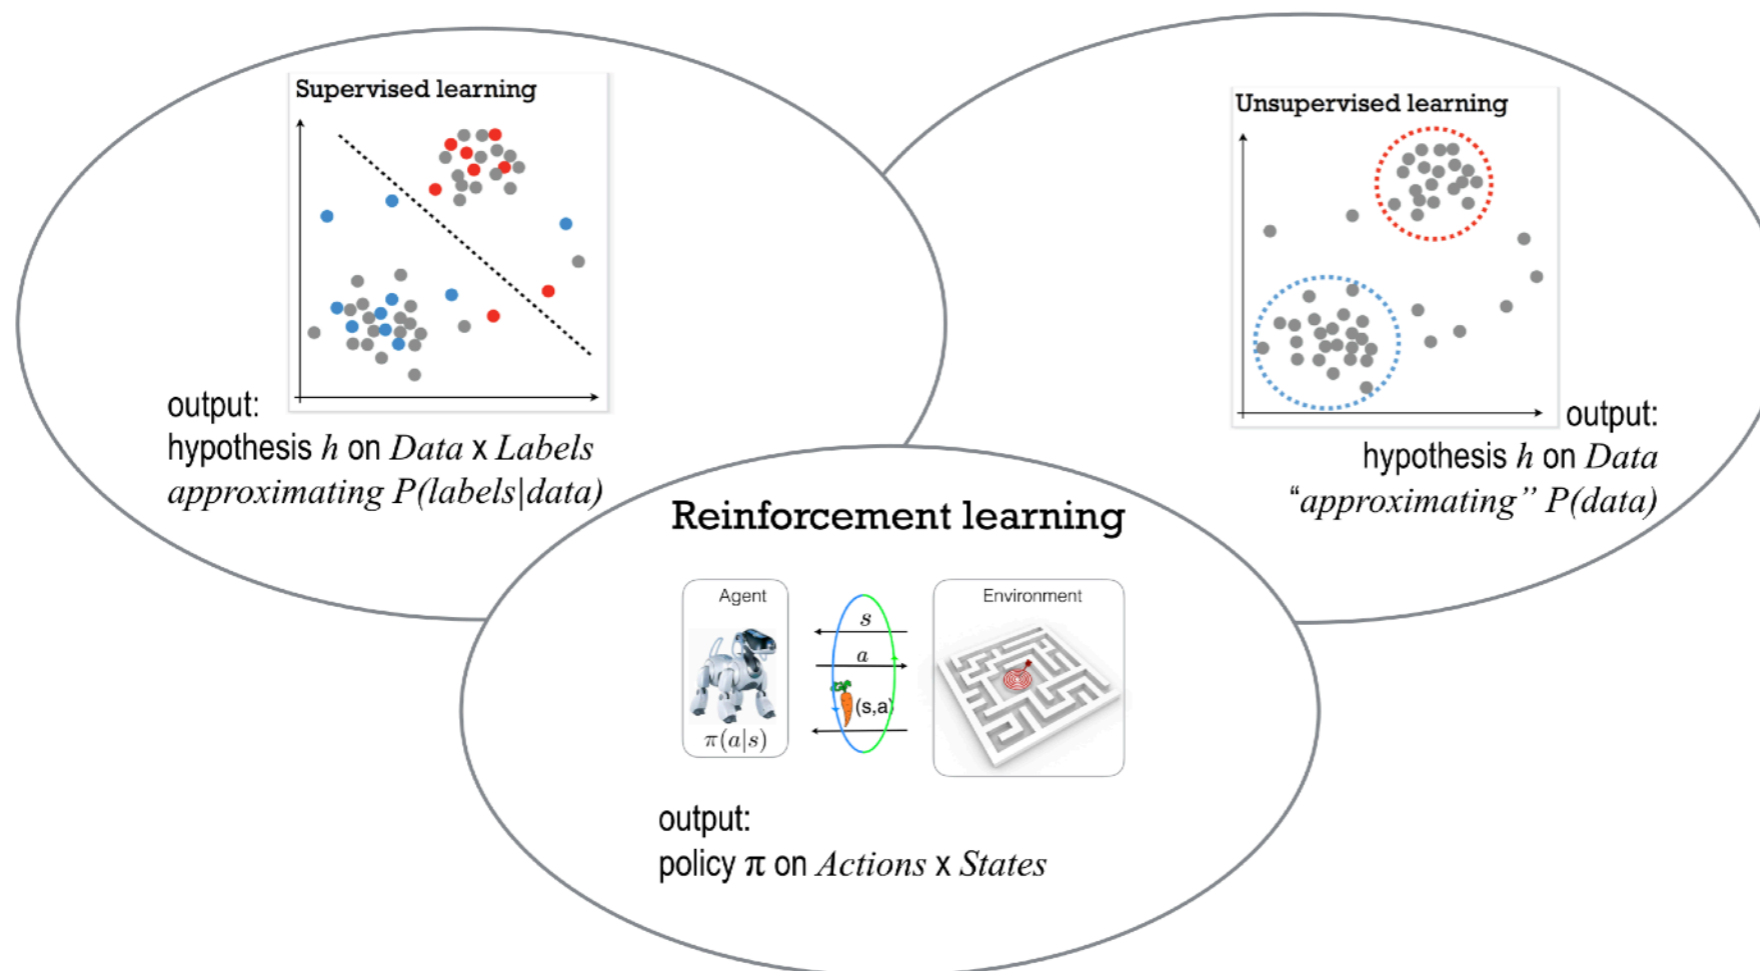 Supervised learning
output:
hypothesis h on Data x Labels
approximating P(labels|data)
Unsupervised learning
output:
hypothesis h on Data
“approximating” P(data)
Reinforcement learning
Agent
π(a|s)
s
a
(s,a)
Environment
output:
policy π on Actions x States